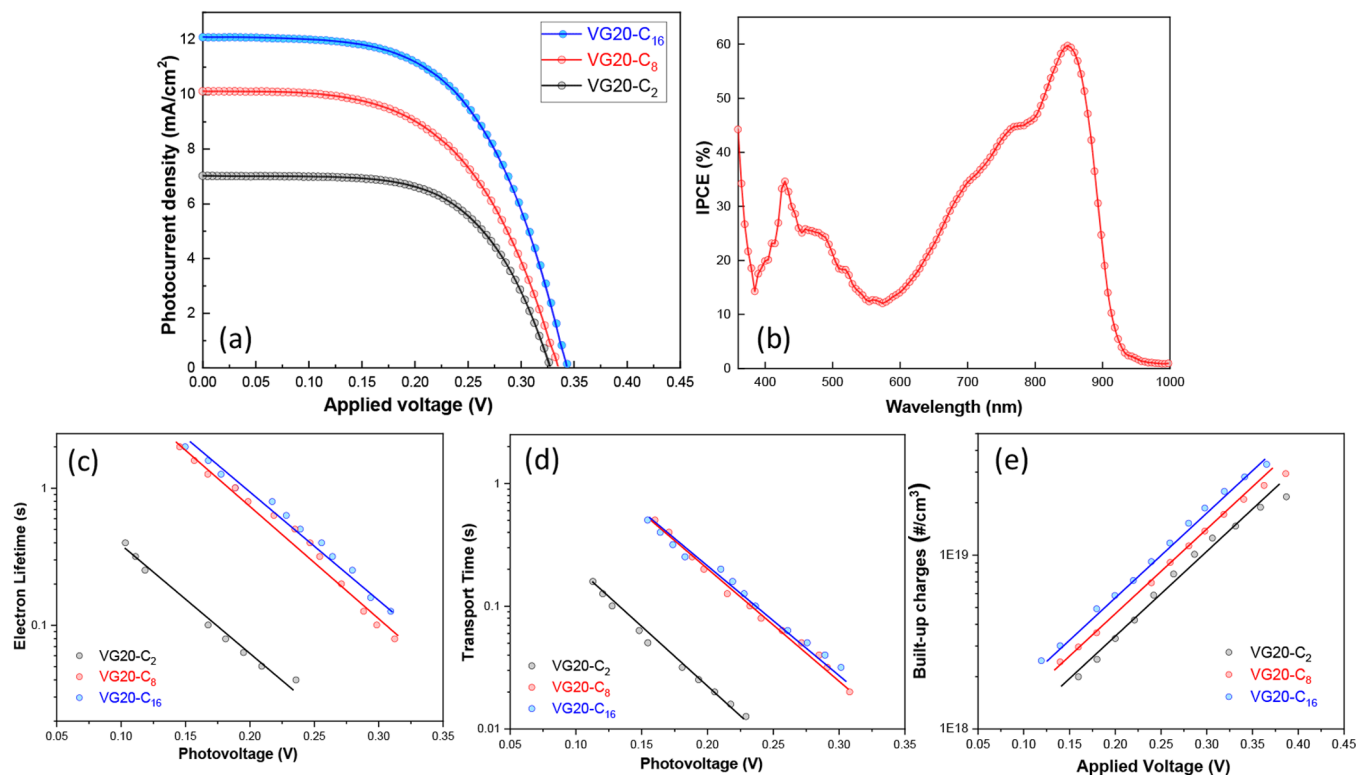 Photocurrent density (mA/cm²)
12
10
8
6
4
2
0
0.00 0.05 0.10 0.15 0.20 0.25 0.30 0.35 0.40 0.45
Applied voltage (V)
VG20-C₁₆
VG20-C₈
VG20-C₂
(a)
IPCE (%)
60
50
40
30
20
10
0
400 500 600 700 800 900 1000
Wavelength (nm)
(b)
(c)
Electron Lifetime (s)
1
0.1
VG20-C₂
VG20-C₈
VG20-C₁₆
0.05 0.10 0.15 0.20 0.25 0.30 0.35
Photovoltage (V)
(d)
Transport Time (s)
1
0.1
0.01
VG20-C₂
VG20-C₈
VG20-C₁₆
0.05 0.10 0.15 0.20 0.25 0.30 0.35
Photovoltage (V)
(e)
Built-up charges (#/cm³)
1E19
1E18
VG20-C₂
VG20-C₈
VG20-C₁₆
0.05 0.10 0.15 0.20 0.25 0.30 0.35 0.40 0.45
Applied Voltage (V)